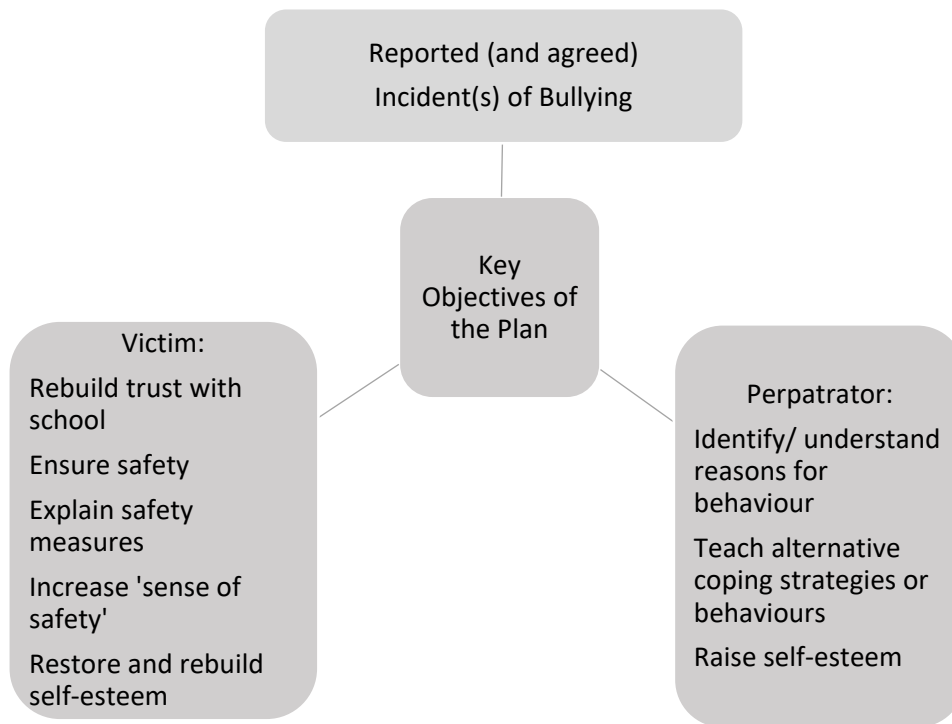 Reported (and agreed)
Incident(s) of Bullying
Key
Objectives of
the Plan
Victim:
Rebuild trust with
school
Ensure safety
Explain safety
measures
Increase 'sense of
safety'
Restore and rebuild
self-esteem
Perpatrator:
Identify/ understand
reasons for
behaviour
Teach alternative
coping strategies or
behaviours
Raise self-esteem